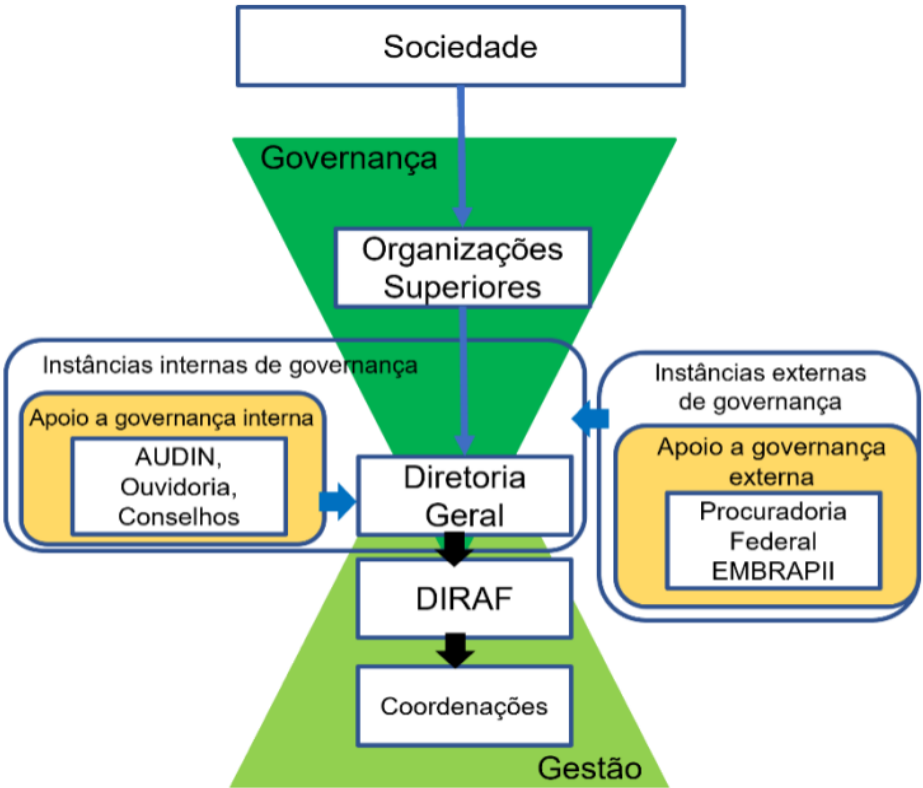 Sociedade
Governança
Organizações
Superiores
Instâncias internas de governança
Apoio a governança interna
AUDIN,
Ouvidoria,
Conselhos
Diretoria
Geral
Instâncias externas
de governança
Apoio a governança
externa
Procuradoria
Federal
EMBRAPII
DIRAF
Coordenações
Gestão